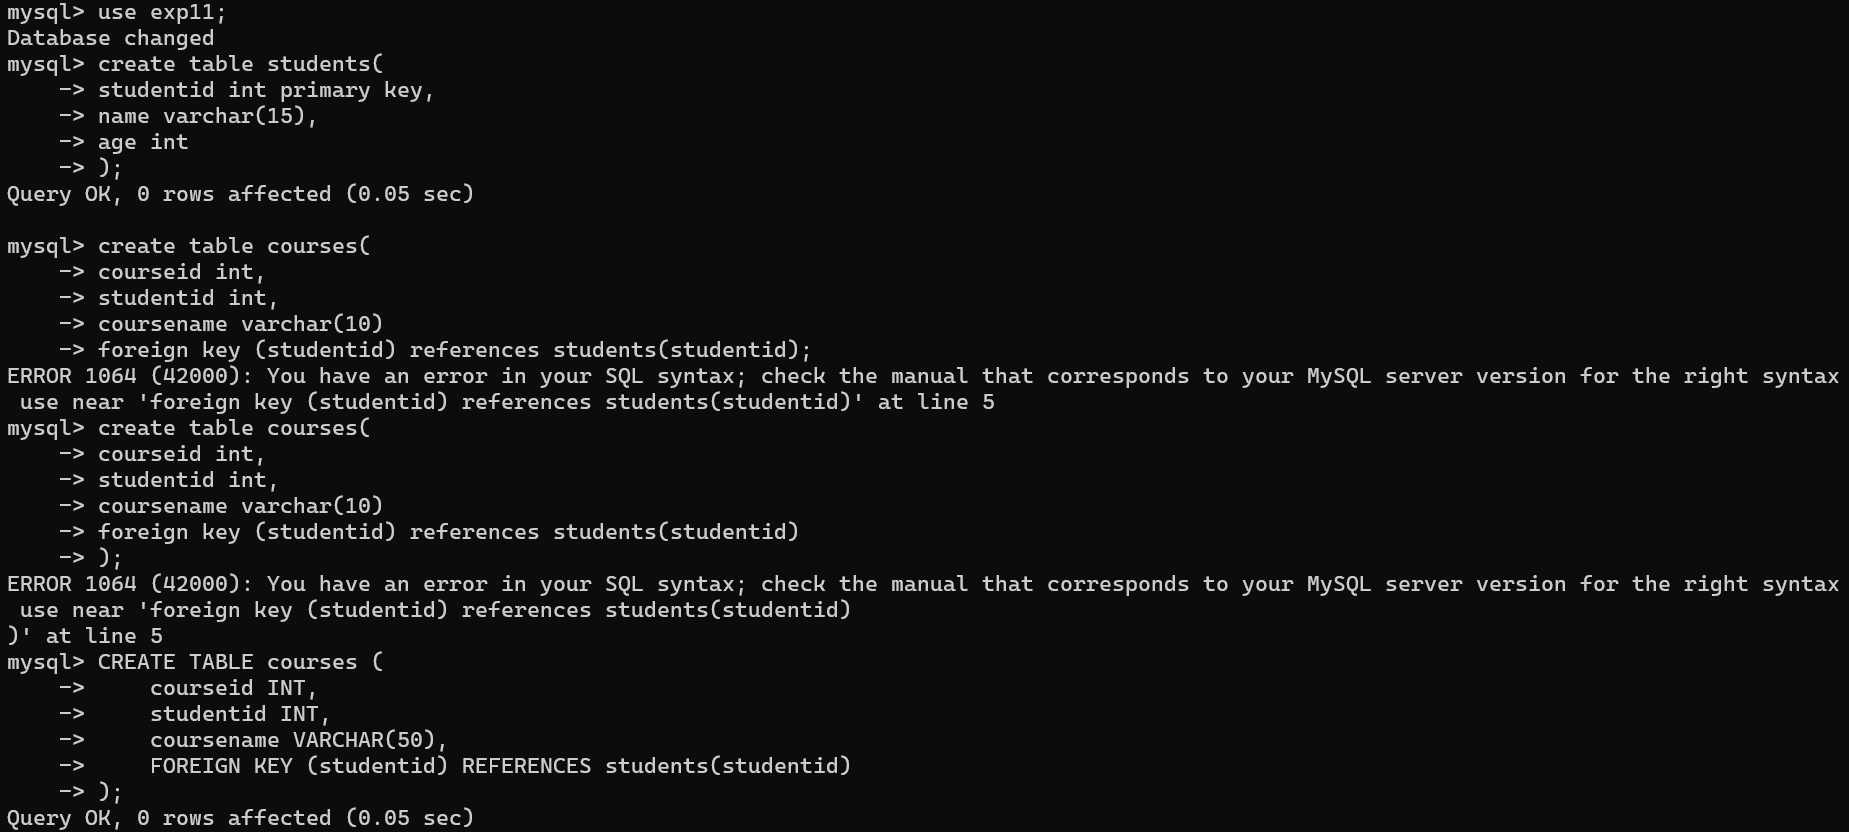 mysql> use exp11;
Database changed
mysql> create table students(
    -> studentid int primary key,
    -> name varchar(15),
    -> age int
    -> );
Query OK, 0 rows affected (0.05 sec)

mysql> create table courses(
    -> courseid int,
    -> studentid int,
    -> coursename varchar(10)
    -> foreign key (studentid) references students(studentid);
ERROR 1064 (42000): You have an error in your SQL syntax; check the manual that corresponds to your MySQL server version for the right syntax
 use near 'foreign key (studentid) references students(studentid)' at line 5
mysql> create table courses(
    -> courseid int,
    -> studentid int,
    -> coursename varchar(10)
    -> foreign key (studentid) references students(studentid)
    -> );
ERROR 1064 (42000): You have an error in your SQL syntax; check the manual that corresponds to your MySQL server version for the right syntax
 use near 'foreign key (studentid) references students(studentid)
)' at line 5
mysql> CREATE TABLE courses (
    ->     courseid INT,
    ->     studentid INT,
    ->     coursename VARCHAR(50),
    ->     FOREIGN KEY (studentid) REFERENCES students(studentid)
    -> );
Query OK, 0 rows affected (0.05 sec)